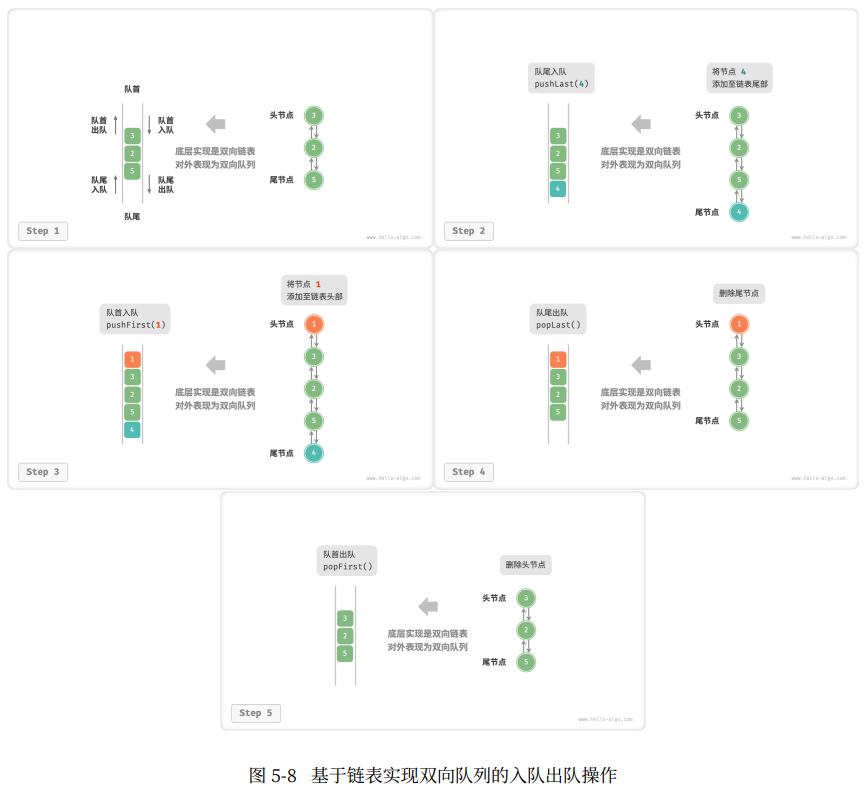 队首
队首
出队
队首
入队
3
2
5
队尾
入队
队尾
出队
队尾
底层实现是双向链表
对外表现为双向队列
头节点
3
2
尾节点
5
Step 1
www.hello-algo.com
队尾入队
pushLast(4)
3
2
5
4
底层实现是双向链表
对外表现为双向队列
将节点 4
添加至链表尾部
头节点
3
2
5
尾节点
4
Step 2
www.hello-algo.com
队首入队
pushFirst(1)
1
3
2
5
4
底层实现是双向链表
对外表现为双向队列
将节点 1
添加至链表头部
头节点
1
3
2
5
尾节点
4
Step 3
www.hello-algo.com
队尾出队
popLast()
1
3
2
5
底层实现是双向链表
对外表现为双向队列
删除尾节点
头节点
1
3
2
尾节点
5
Step 4
www.hello-algo.com
队首出队
popFirst()
3
2
5
底层实现是双向链表
对外表现为双向队列
删除头节点
头节点
3
2
尾节点
5
Step 5
www.hello-algo.com
图 5-8 基于链表实现双向队列的入队出队操作